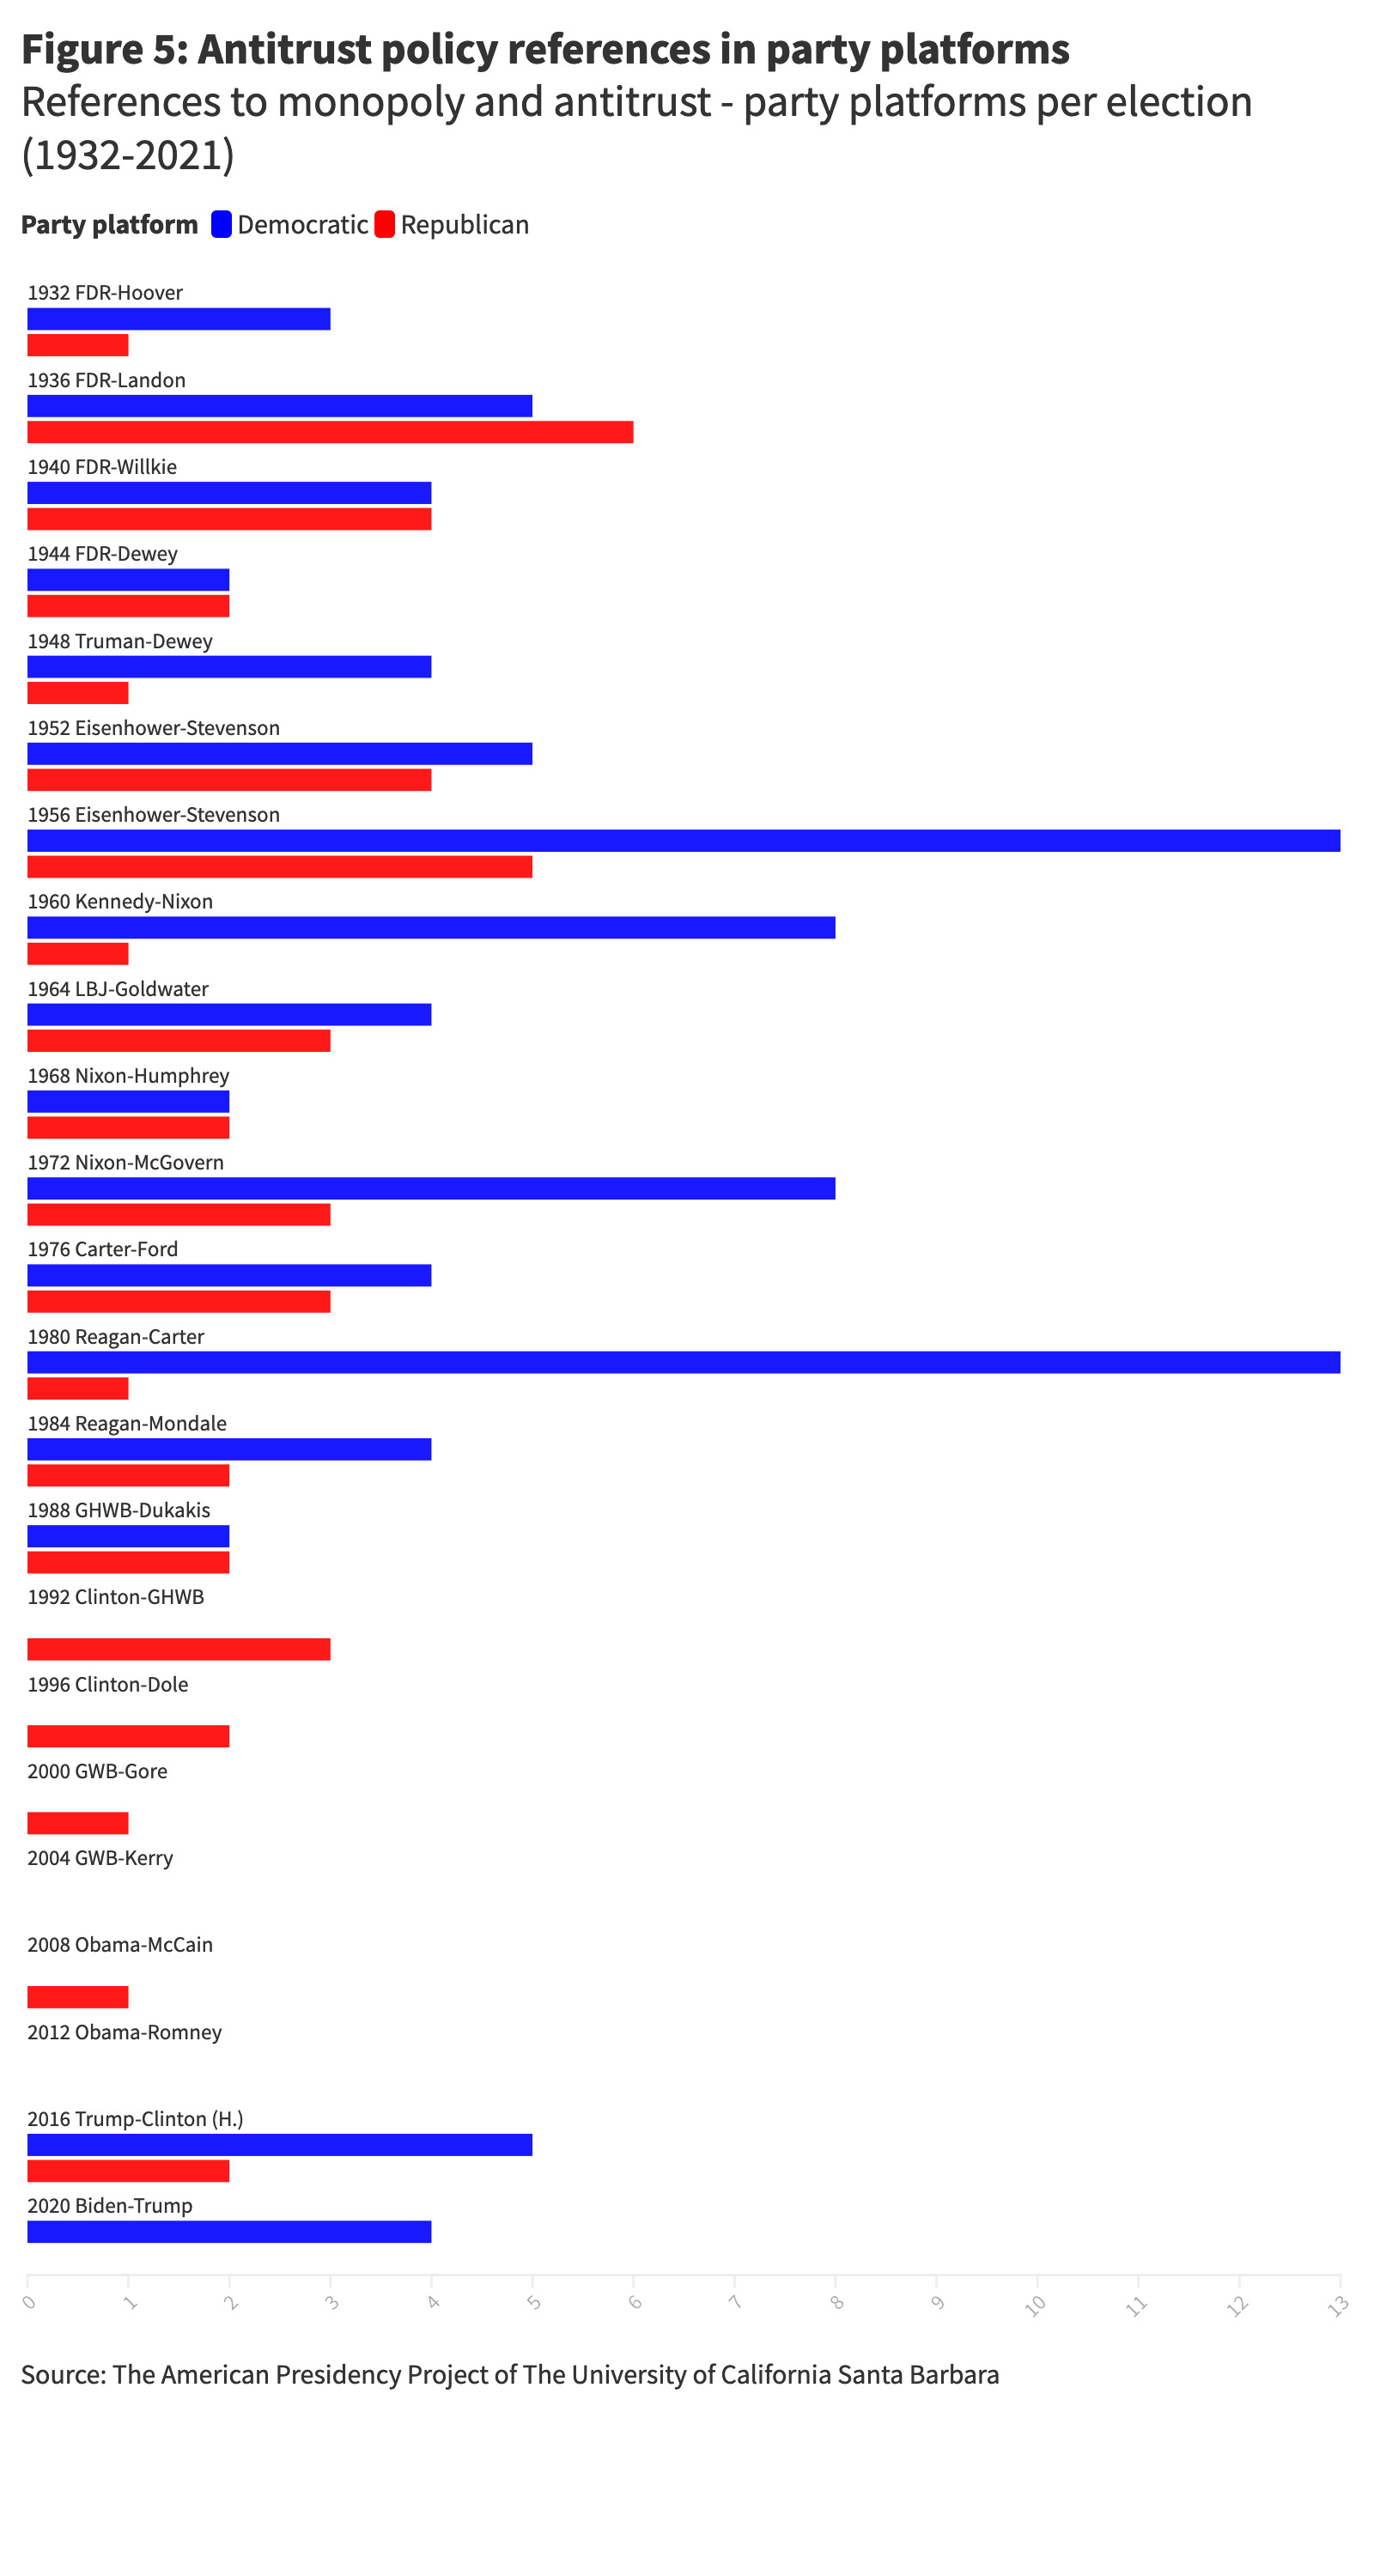 Figure 5: Antitrust policy references in party platforms
References to monopoly and antitrust - party platforms per election
(1932-2021)
Party platform Democratic Republican
1932 FDR-Hoover
1936 FDR-Landon
1940 FDR-Willkie
1944 FDR-Dewey
1948 Truman-Dewey
1952 Eisenhower-Stevenson
1956 Eisenhower-Stevenson
1960 Kennedy-Nixon
1964 LBJ-Goldwater
1968 Nixon-Humphrey
1972 Nixon-McGovern
1976 Carter-Ford
1980 Reagan-Carter
1984 Reagan-Mondale
1988 GHWB-Dukakis
1992 Clinton-GHWB
1996 Clinton-Dole
2000 GWB-Gore
2004 GWB-Kerry
2008 Obama-McCain
2012 Obama-Romney
2016 Trump-Clinton (H.)
2020 Biden-Trump
0 1 2 3 4 5 6 7 8 9 10 11 12 13
Source: The American Presidency Project of The University of California Santa Barbara